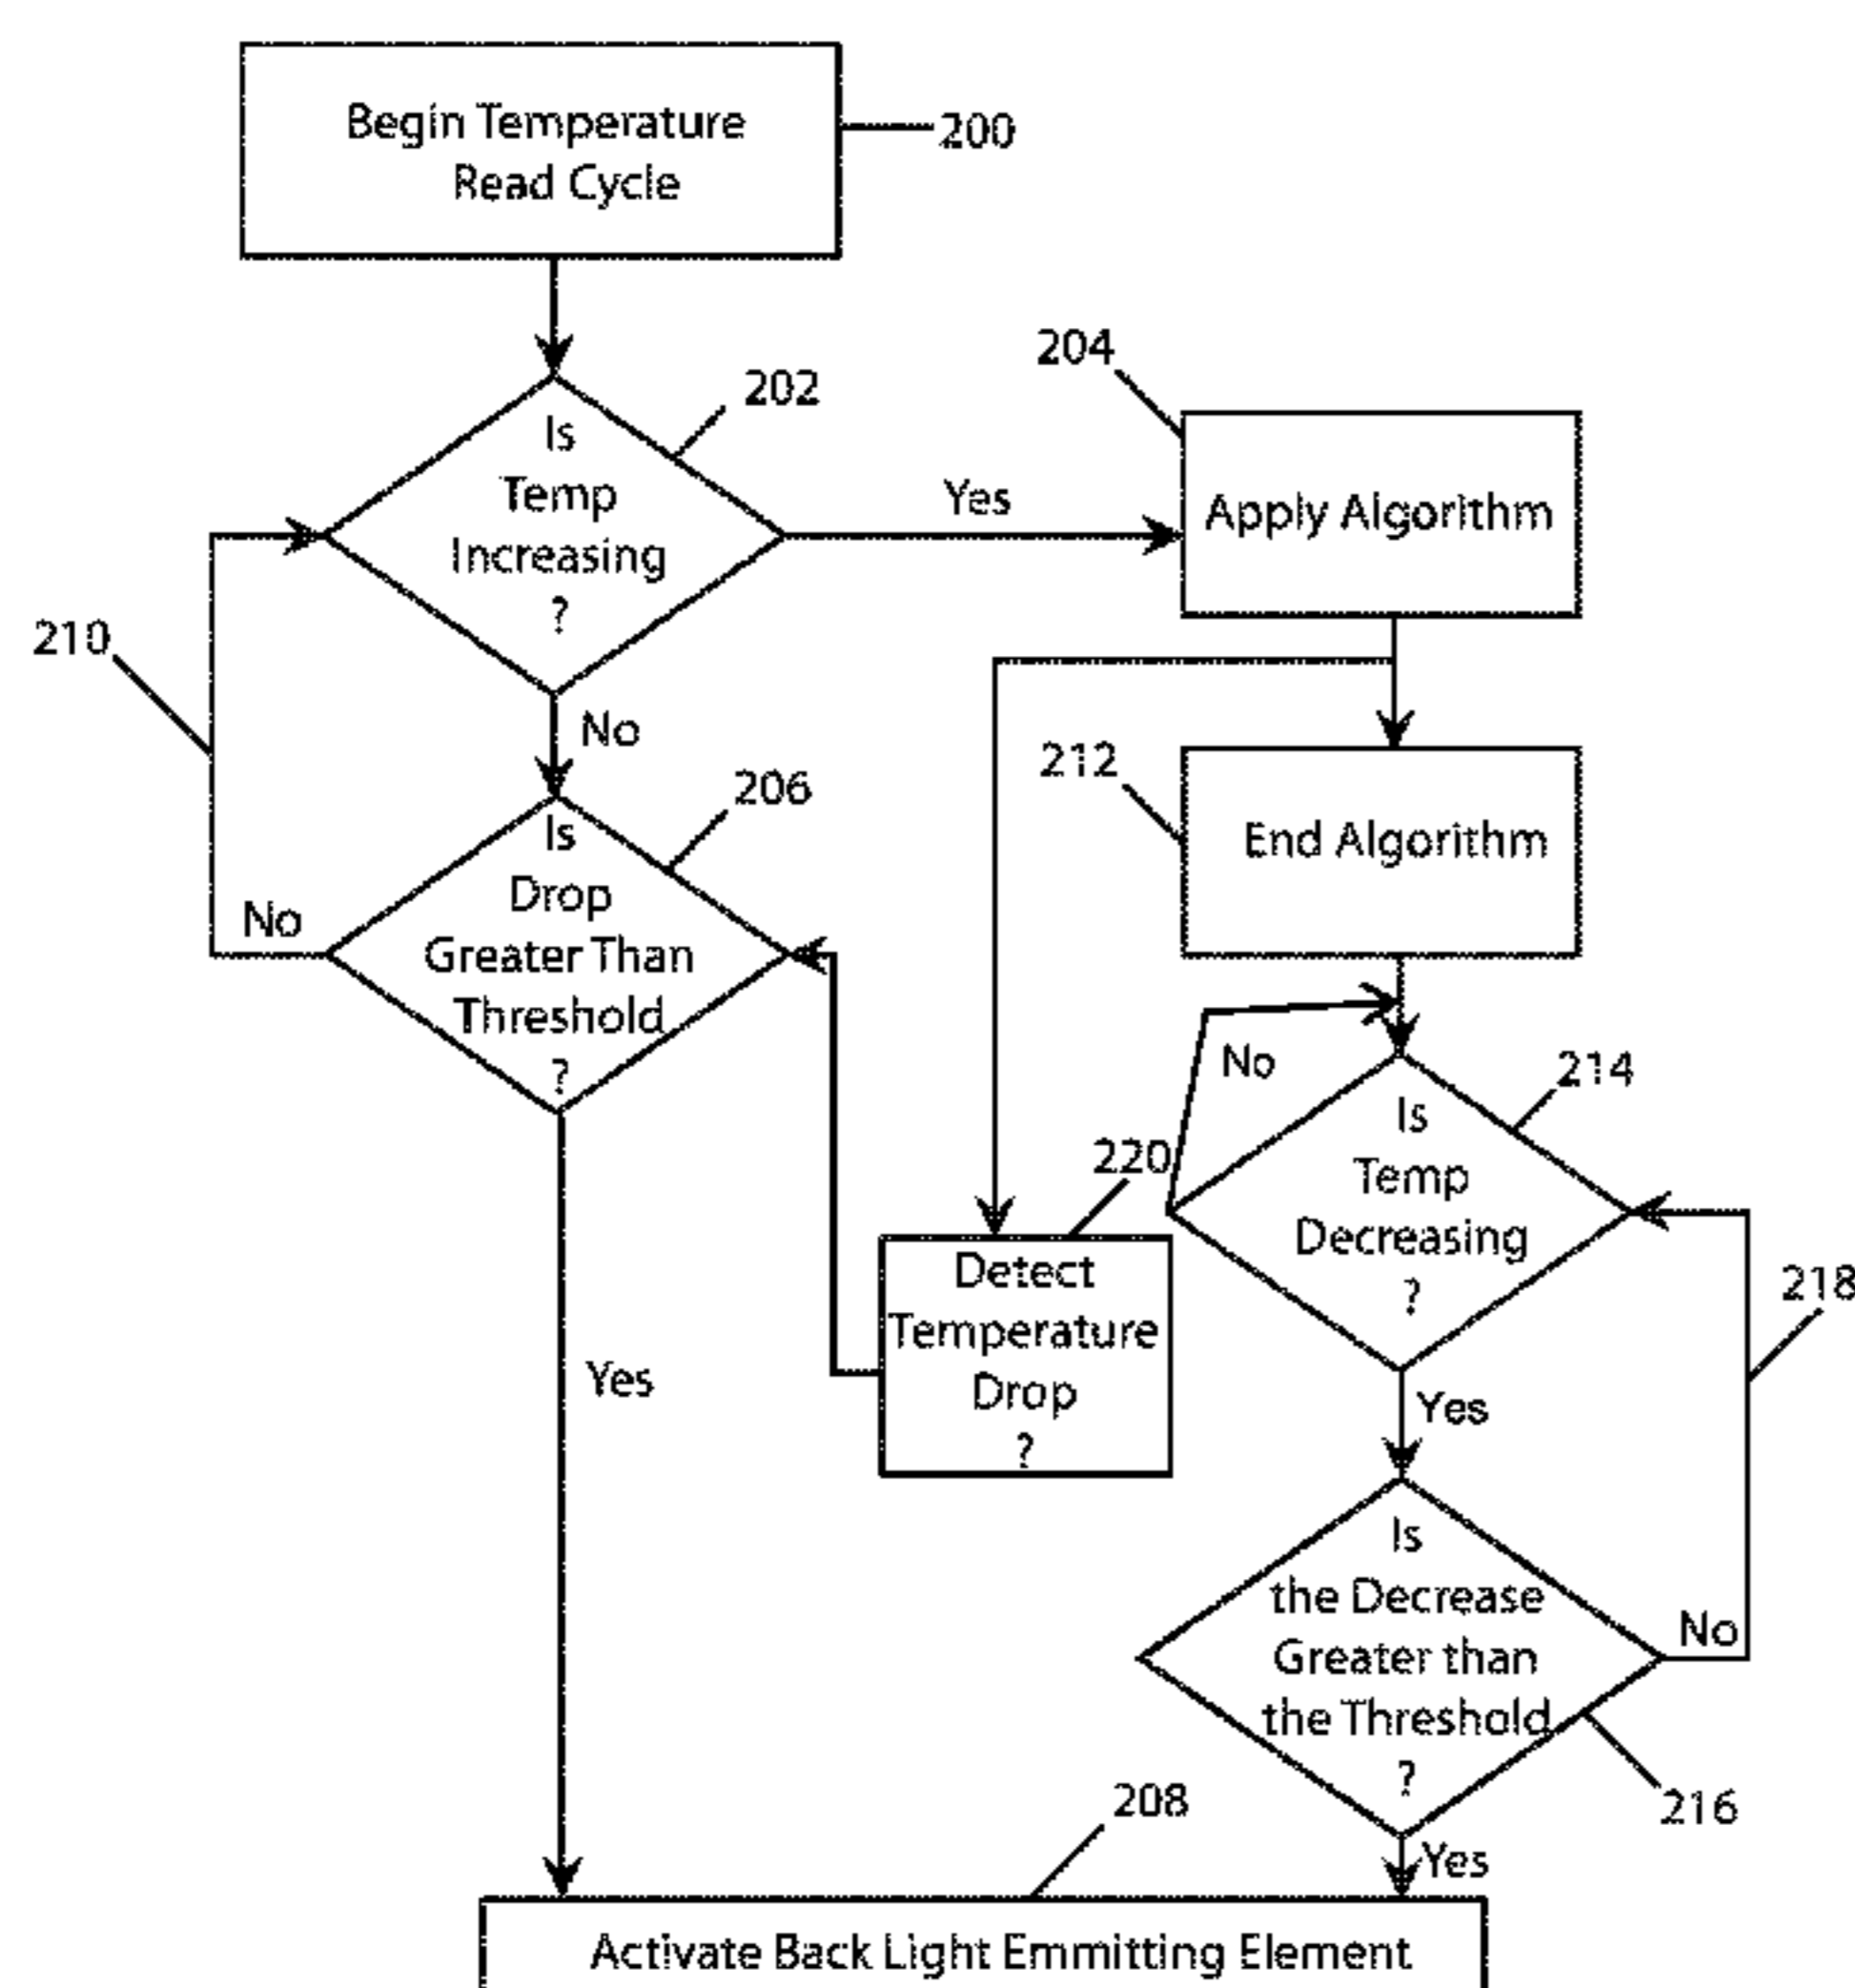 Begin Temperature
Read Cycle
200
Is
Temp
Increasing
?
202
Yes
204
Apply Algorithm
210
No
212
End Algorithm
206
Is
Drop
Greater Than
Threshold
?
No
No
214
Is
Temp
Decreasing
?
220
Detect
Temperature
Drop
?
218
Yes
Yes
Is
the Decrease
Greater than
the Threshold
?
No
216
208
Yes
Activate Back Light Emmitting Element